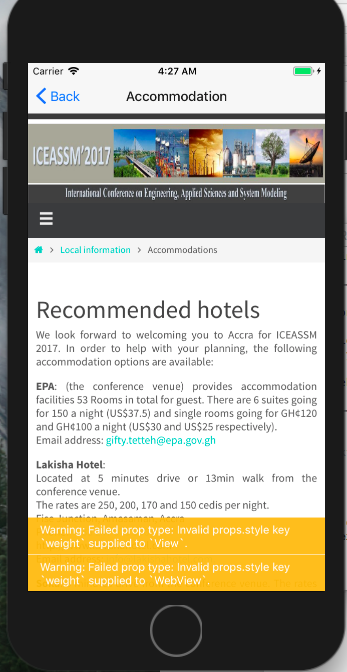 Carrier 4:27 AM
Back Accommodation
ICEASSM'2017
International Conference on Engineering, Applied Sciences and System Modeling
Local information > Accommodations
Recommended hotels
We look forward to welcoming you to Accra for ICEASSM
2017. In order to help with your planning, the following
accommodation options are available:
EPA: (the conference venue) provides accommodation
facilities 53 Rooms in total for guest. There are 6 suites going
for 150 a night (US$37.5) and single rooms going for GH¢120
and GH¢100 a night (US$30 and US$25 respectively).
Email address: gifty.tetteh@epa.gov.gh
Lakisha Hotel:
Located at 5 minutes drive or 13min walk from the
conference venue.
The rates are 250, 200, 170 and 150 cedis per night.
Warning: Failed prop type: Invalid props.style key
`weight` supplied to `View`.
Warning: Failed prop type: Invalid props.style key
`weight` supplied to `WebView`.